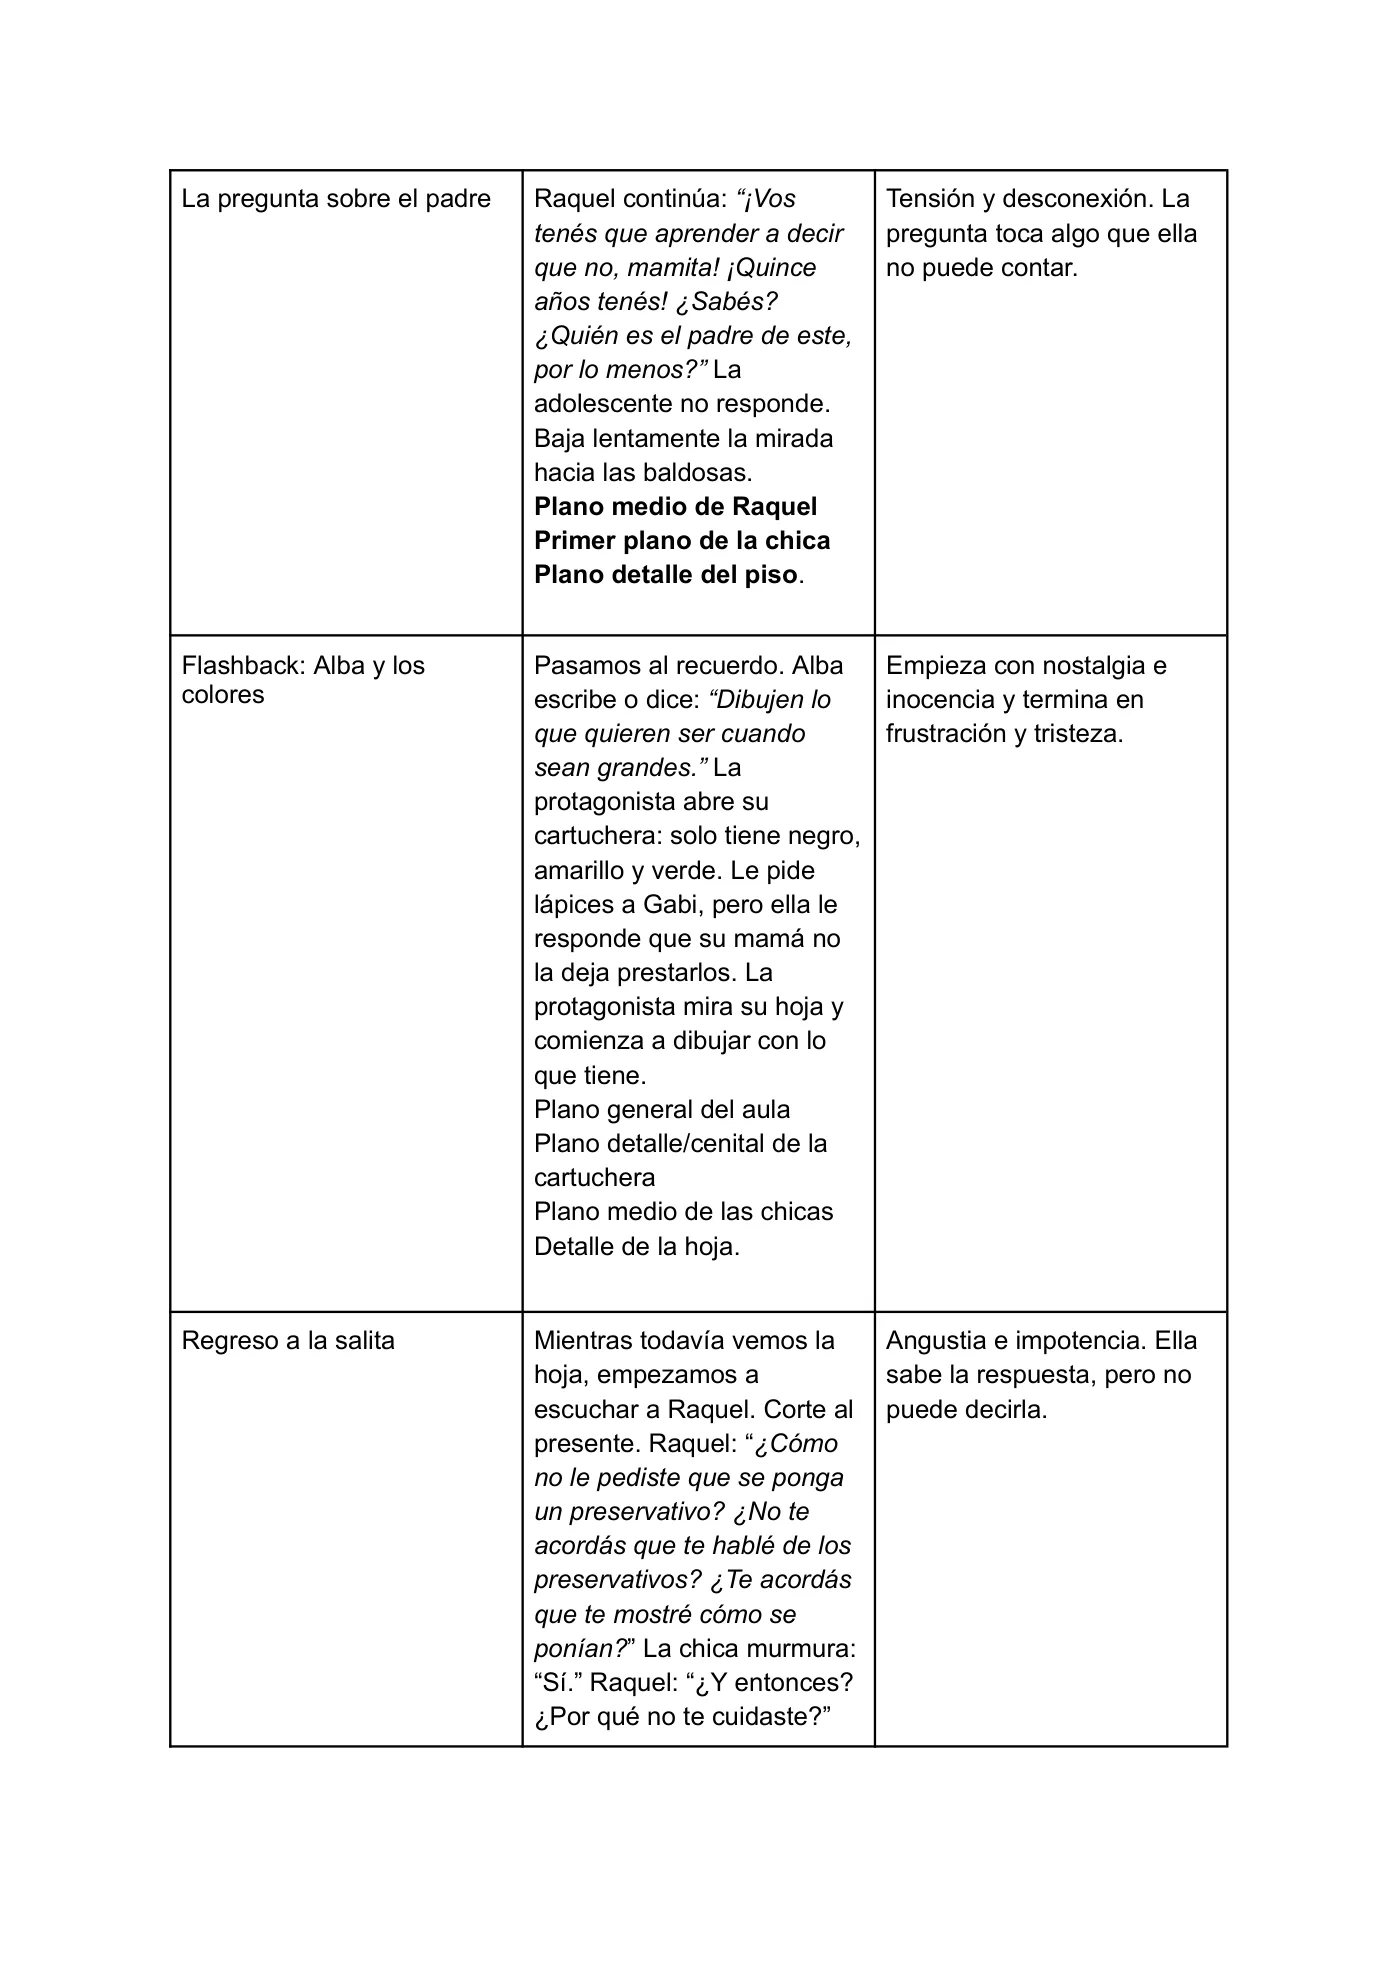 La pregunta sobre el padre
Raquel continúa: “¡Vos
tenés que aprender a decir
que no, mamita! ¡Quince
años tenés! ¿Sabés?
¿Quién es el padre de este,
por lo menos?” La
adolescente no responde.
Baja lentamente la mirada
hacia las baldosas.
Plano medio de Raquel
Primer plano de la chica
Plano detalle del piso.
Tensión y desconexión. La
pregunta toca algo que ella
no puede contar.
Flashback: Alba y los
colores
Pasamos al recuerdo. Alba
escribe o dice: “Dibujen lo
que quieren ser cuando
sean grandes.” La
protagonista abre su
cartuchera: solo tiene negro,
amarillo y verde. Le pide
lápices a Gabi, pero ella le
responde que su mamá no
la deja prestarlos. La
protagonista mira su hoja y
comienza a dibujar con lo
que tiene.
Plano general del aula
Plano detalle/cenital de la
cartuchera
Plano medio de las chicas
Detalle de la hoja.
Empieza con nostalgia e
inocencia y termina en
frustración y tristeza.
Regreso a la salita
Mientras todavía vemos la
hoja, empezamos a
escuchar a Raquel. Corte al
presente. Raquel: “¿Cómo
no le pediste que se ponga
un preservativo? ¿No te
acordás que te hablé de los
preservativos? ¿Te acordás
que te mostré cómo se
ponían?” La chica murmura:
“Sí.” Raquel: “¿Y entonces?
¿Por qué no te cuidaste?”
Angustia e impotencia. Ella
sabe la respuesta, pero no
puede decirla.